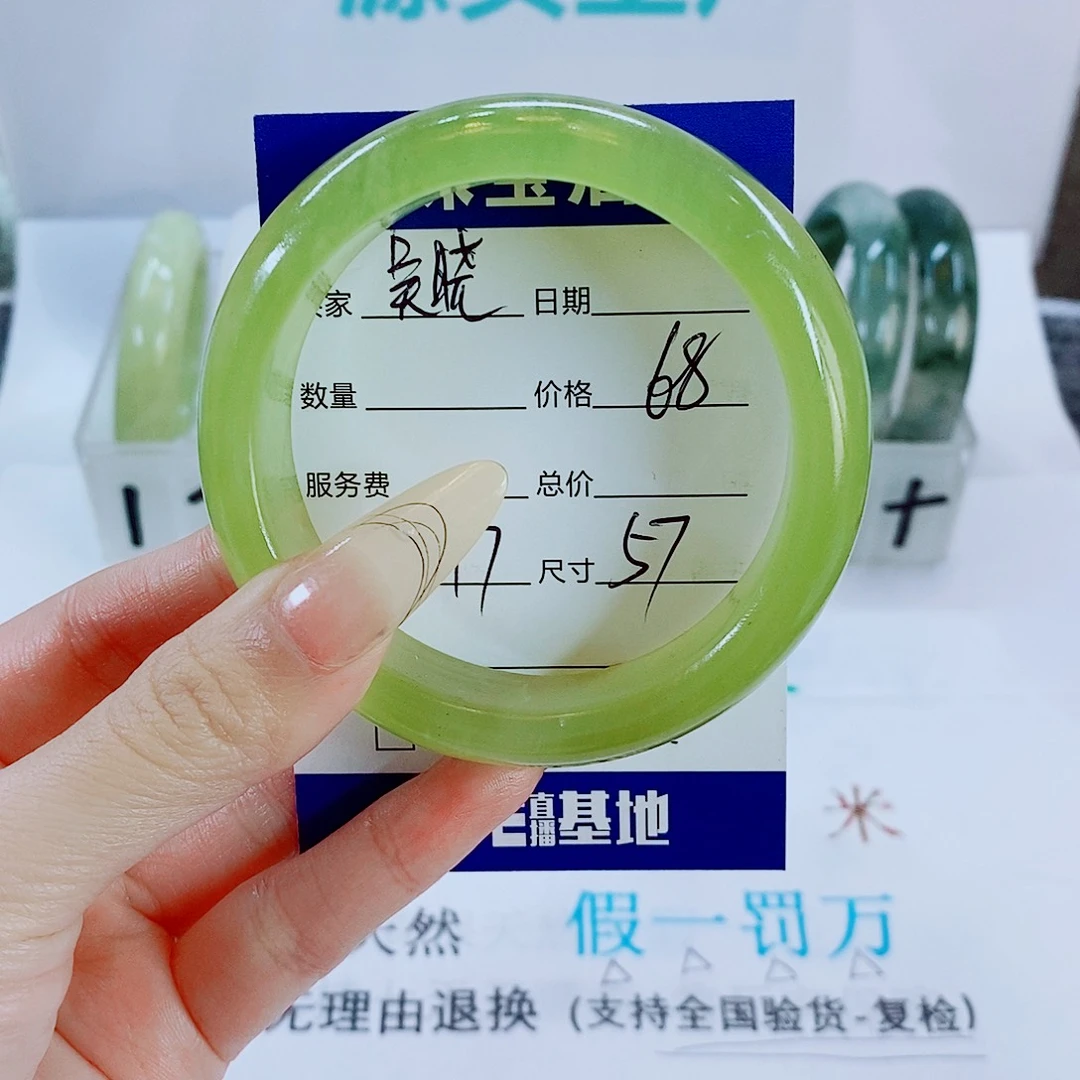 家 吴晓 日期
数量 价格 68
服务费 总价
17 尺寸 57
直播基地
天然 假一罚万
无理由退换 (支持全国验货-复检)